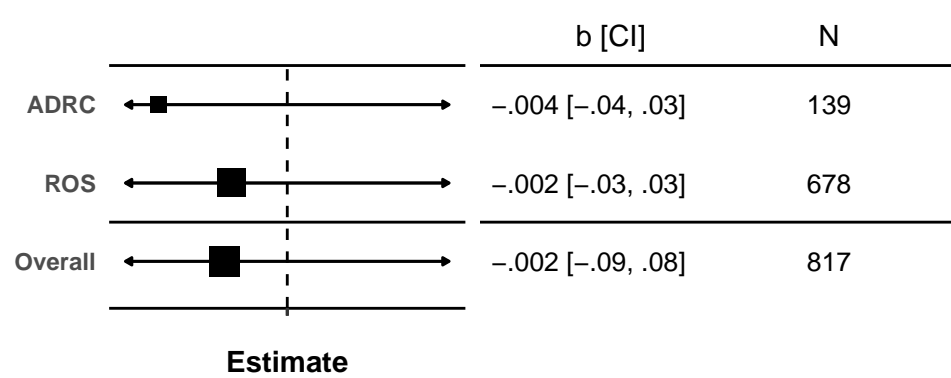 b [CI] N
ADRC −.004 [−.04, .03] 139
ROS −.002 [−.03, .03] 678
Overall −.002 [−.09, .08] 817
Estimate